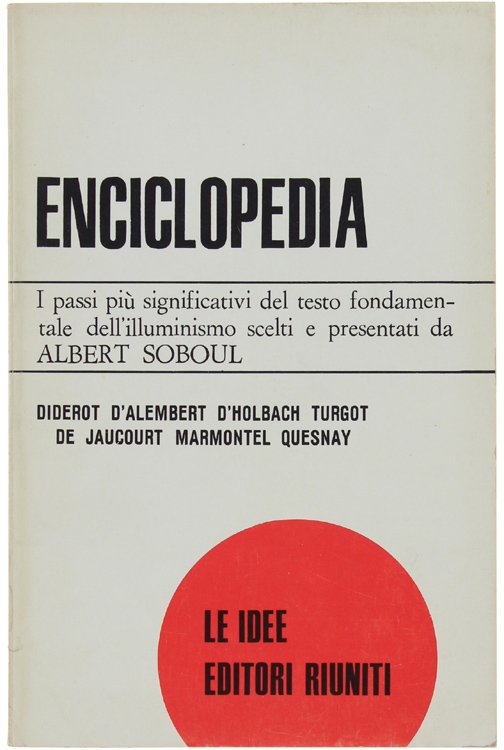 ENCICLOPEDIA
I passi più significativi del testo fondamen-
tale dell'illuminismo scelti e presentati da
ALBERT SOBOUL
DIDEROT D'ALEMBERT D'HOLBACH TURGOT
DE JAUCOURT MARMONTEL QUESNAY
LE IDEE
EDITORI RIUNITI